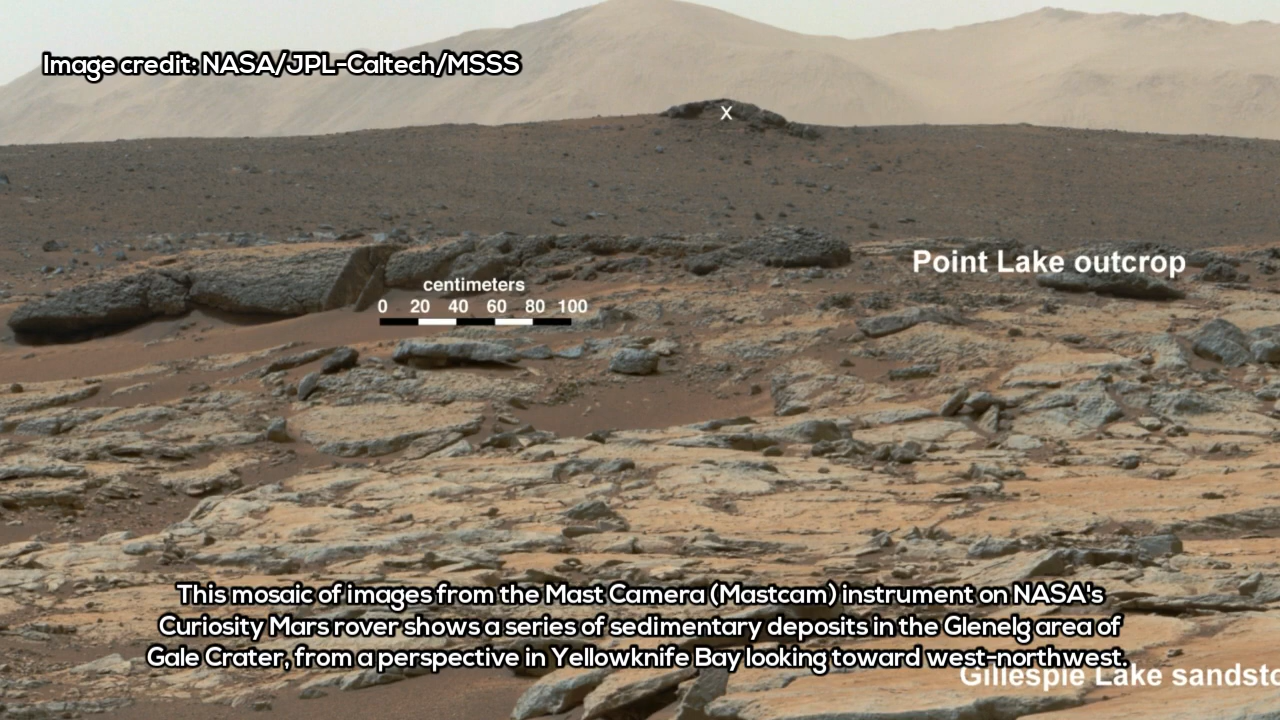 Image credit: NASA/JPL-Caltech/MSSS
X
Point Lake outcrop
centimeters
0 20 40 60 80 100
This mosaic of images from the Mast Camera (Mastcam) instrument on NASA's
Curiosity Mars rover shows a series of sedimentary deposits in the Glenelg area of
Gale Crater, from a perspective in Yellowknife Bay looking toward west-northwest.
Gillespie Lake sandsto